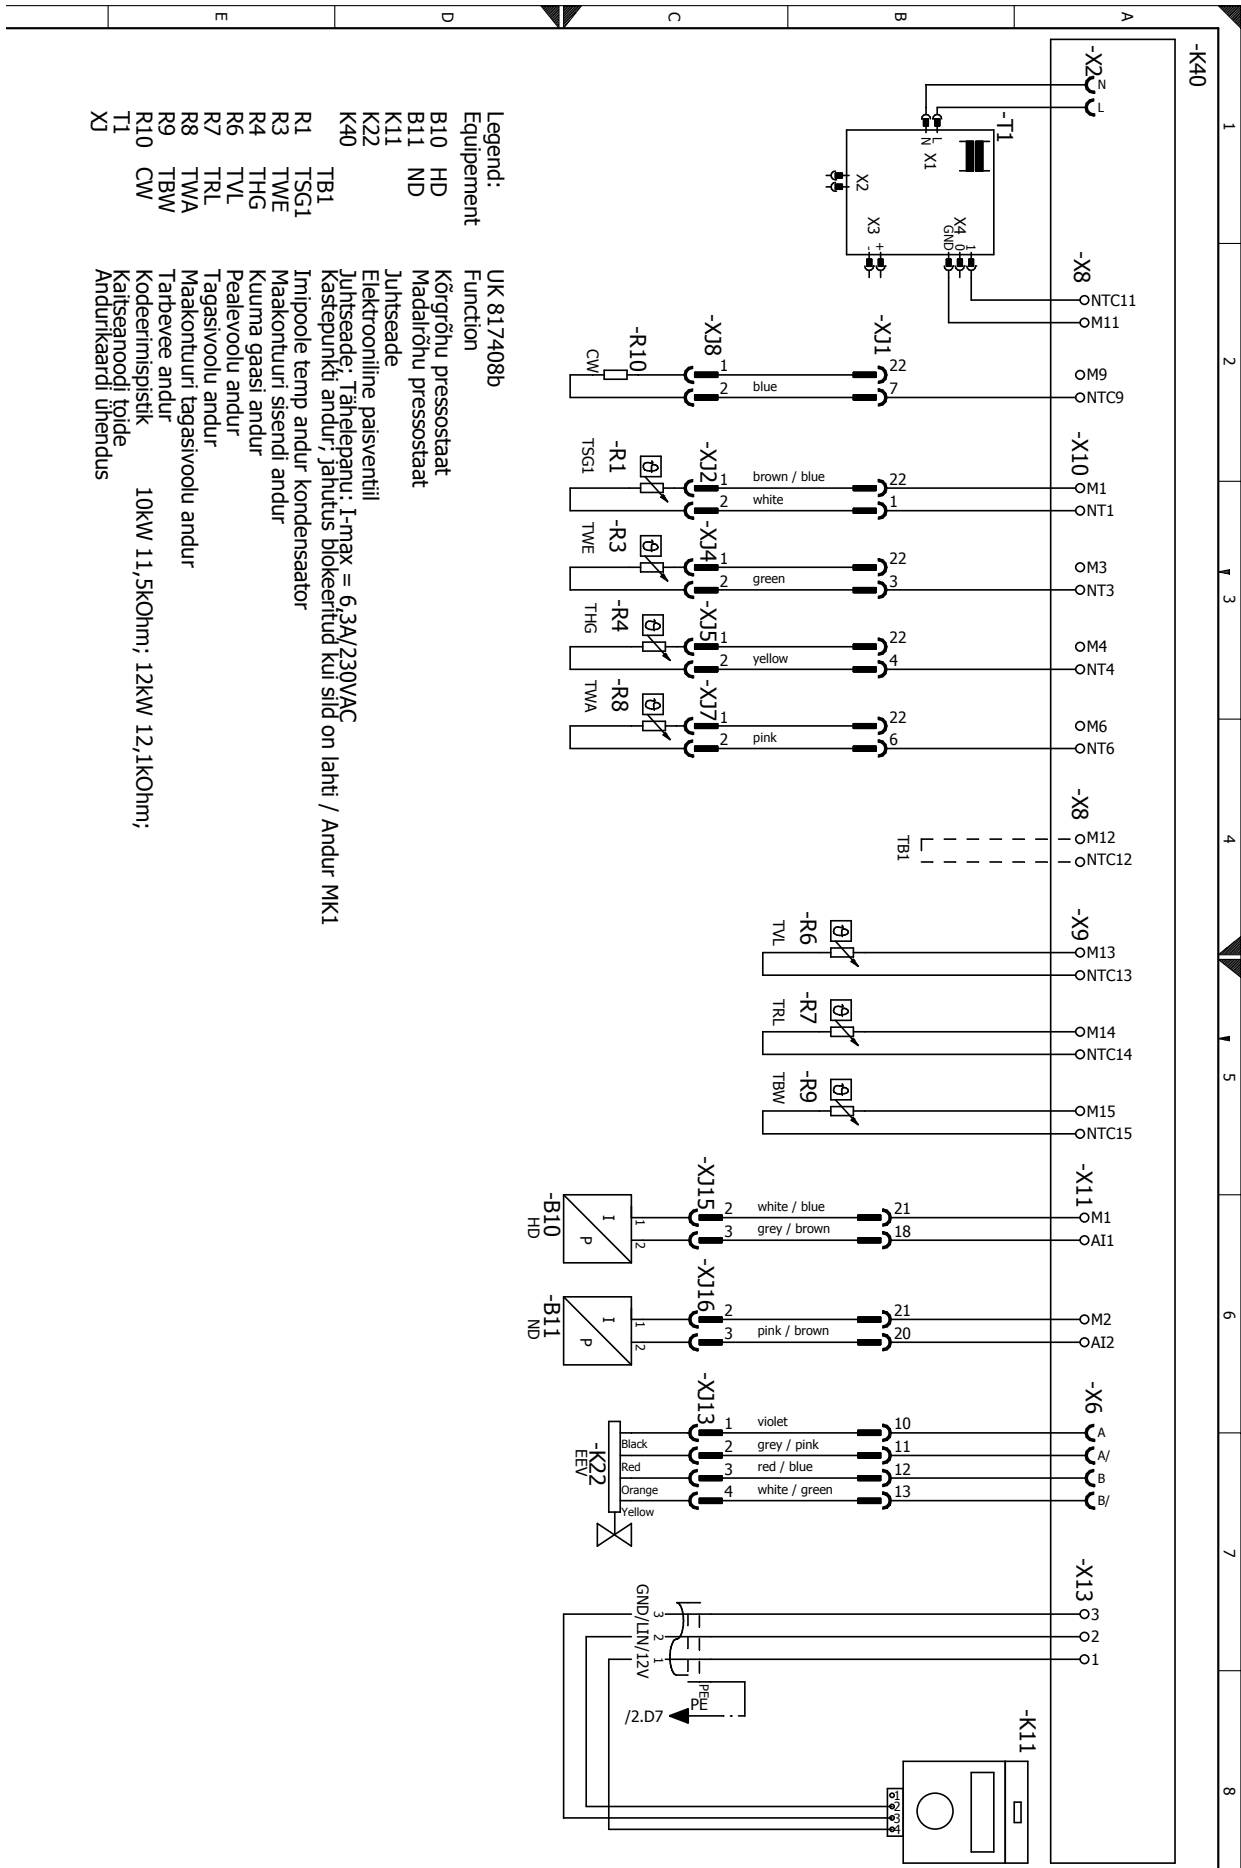 E
D
C
B
A
1
2
3
4
5
6
7
8
-K40
-X2
N
L
-T1
L
N
X1
X2
X3
+
-
X4
1
0
GND
-X8
NTC11
M11
M9
NTC9
-XJ1
22
7
-XJ8
1
2
blue
-R10
CW
-X10
M1
NT1
22
1
-XJ2
1
2
brown / blue
white
-R1
TSG1
M3
NT3
22
3
-XJ4
1
2
green
-R3
TWE
M4
NT4
22
4
-XJ5
1
2
yellow
-R4
THG
M6
NT6
22
6
-XJ7
1
2
pink
-R8
TWA
-X8
M12
NTC12
TB1
-X9
M13
NTC13
-R6
TVL
M14
NTC14
-R7
TRL
M15
NTC15
-R9
TBW
-X11
M1
AI1
21
18
-XJ15
2
3
white / blue
grey / brown
1
2
I
P
-B10
HD
M2
AI2
21
20
-XJ16
2
3
pink / brown
1
2
I
P
-B11
ND
-X6
A
A/
B
B/
10
11
12
13
-XJ13
1
2
3
4
violet
grey / pink
red / blue
white / green
Black
Red
Orange
Yellow
-K22
EEV
-X13
3
2
1
GND/LIN/12V
3
2
1
PE
PE
/2.D7
-K11
1
2
3
4
Legend: UK 817408b
Equipement Function
B10 HD Kõrgrõhu pressostaat
B11 ND Madalrõhu pressostaat
K11 Juhtseade
K22 Elektrooniline paisventiil
K40 Juhtseade; Tähelepanu: I-max = 6,3A/230VAC
TB1 Kastepunkti andur; jahutus blokeeritud kui sild on lahti / Andur MK1
R1 TSG1 Imipoole temp andur kondensaator
R3 TWE Maakontuuri sisendi andur
R4 THG Kuuma gaasi andur
R6 TVL Pealevoolu andur
R7 TRL Tagasivoolu andur
R8 TWA Maakontuuri tagasivoolu andur
R9 TBW Tarbevee andur
R10 CW Kodeerimispistik 10kW 11,5kOhm; 12kW 12,1kOhm;
T1 Kaitseanoodi toide
XJ Andurikaardi ühendus